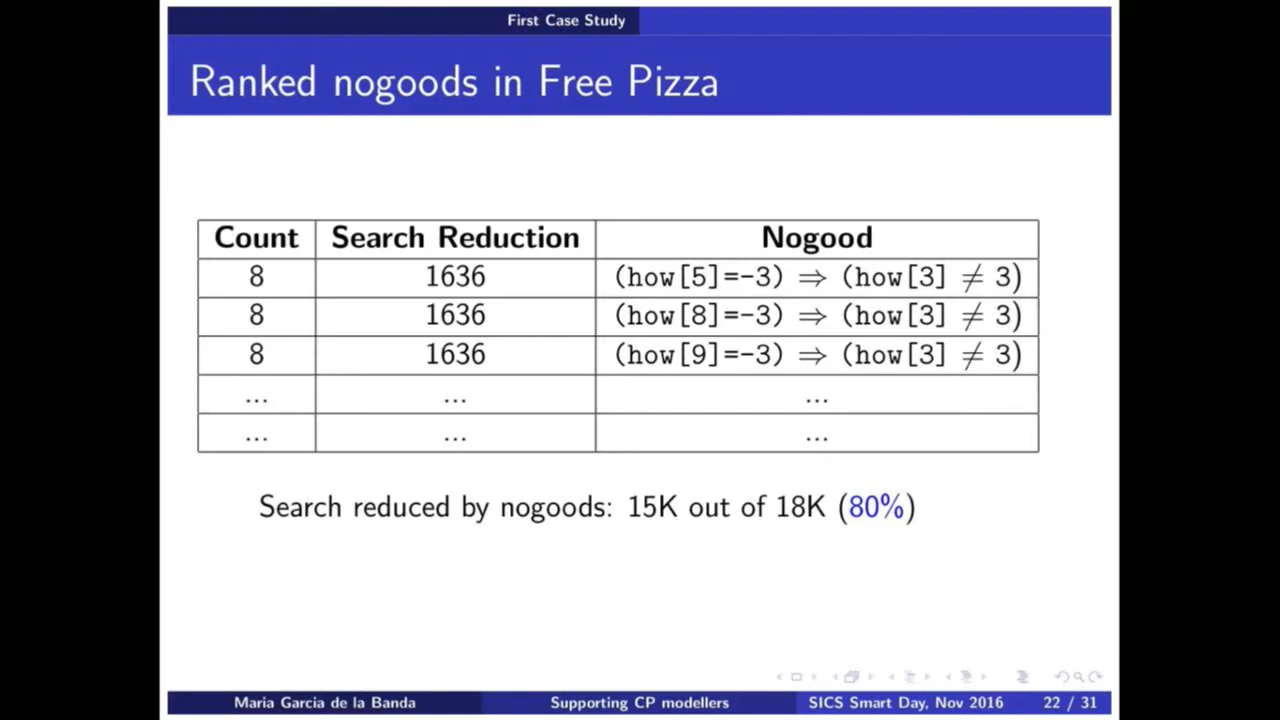 First Case Study
Ranked nogoods in Free Pizza
Count Search Reduction Nogood
8 1636 (how[5]=-3) ⇒ (how[3] ≠ 3)
8 1636 (how[8]=-3) ⇒ (how[3] ≠ 3)
8 1636 (how[9]=-3) ⇒ (how[3] ≠ 3)
... ... ...
... ... ...
Search reduced by nogoods: 15K out of 18K (80%)
Maria Garcia de la Banda Supporting CP modellers SICS Smart Day, Nov 2016 22 / 31